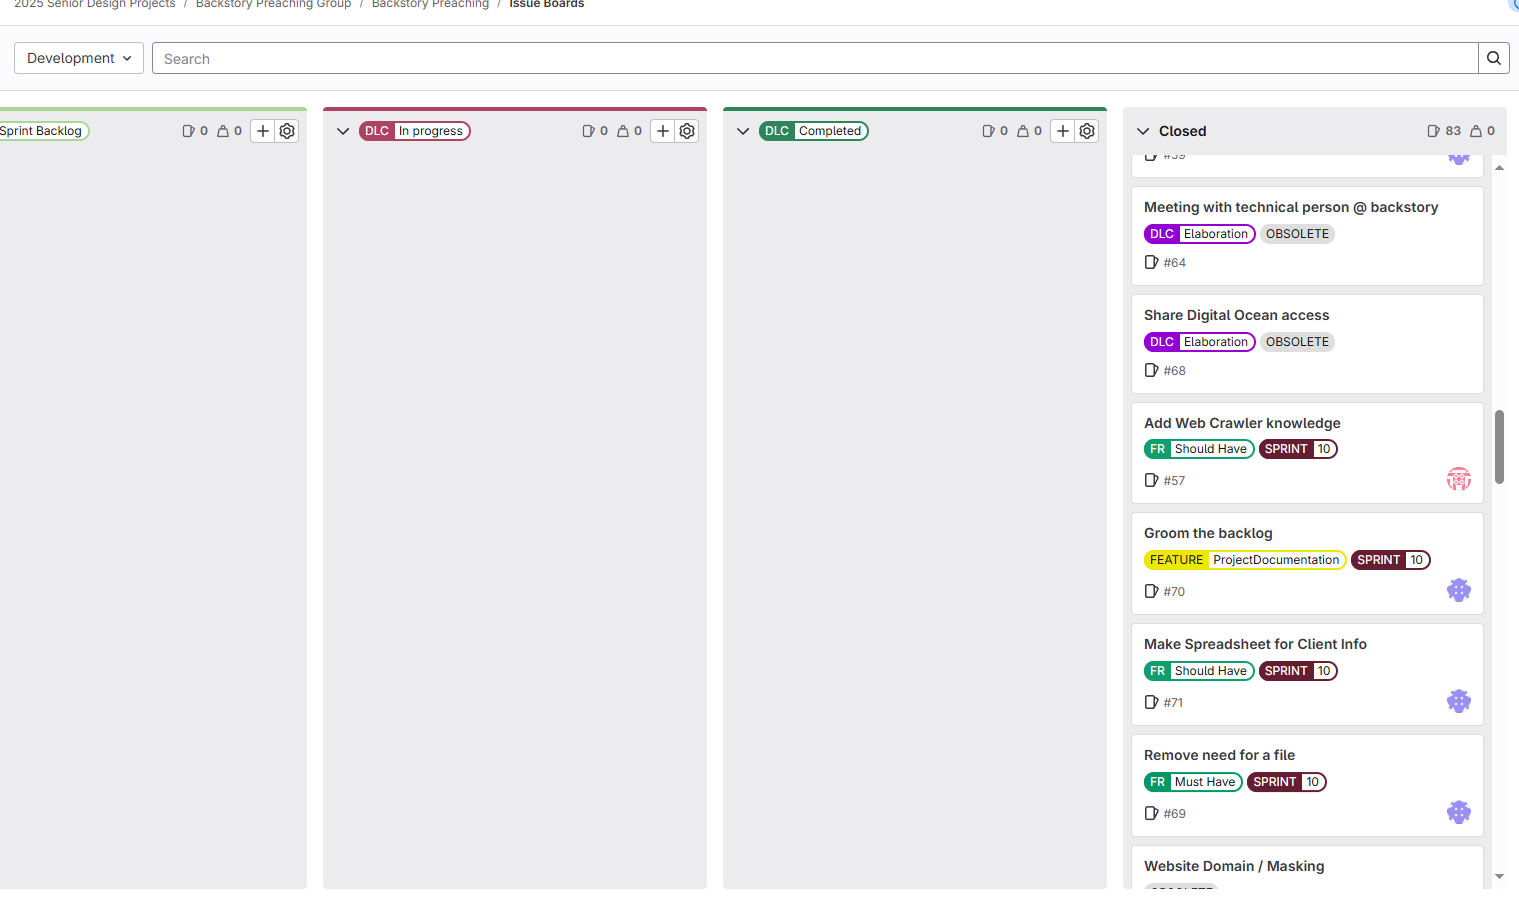 2025 Senior Design Projects / Backstory Preaching Group / Backstory Preaching / Issue Boards
Development
Search
Sprint Backlog 0 0
DLC In progress 0 0
DLC Completed 0 0
Closed 83 0
#59
Meeting with technical person @ backstory
DLC Elaboration OBSOLETE
#64
Share Digital Ocean access
DLC Elaboration OBSOLETE
#68
Add Web Crawler knowledge
FR Should Have SPRINT 10
#57
Groom the backlog
FEATURE ProjectDocumentation SPRINT 10
#70
Make Spreadsheet for Client Info
FR Should Have SPRINT 10
#71
Remove need for a file
FR Must Have SPRINT 10
#69
Website Domain / Masking
OBSOLETE